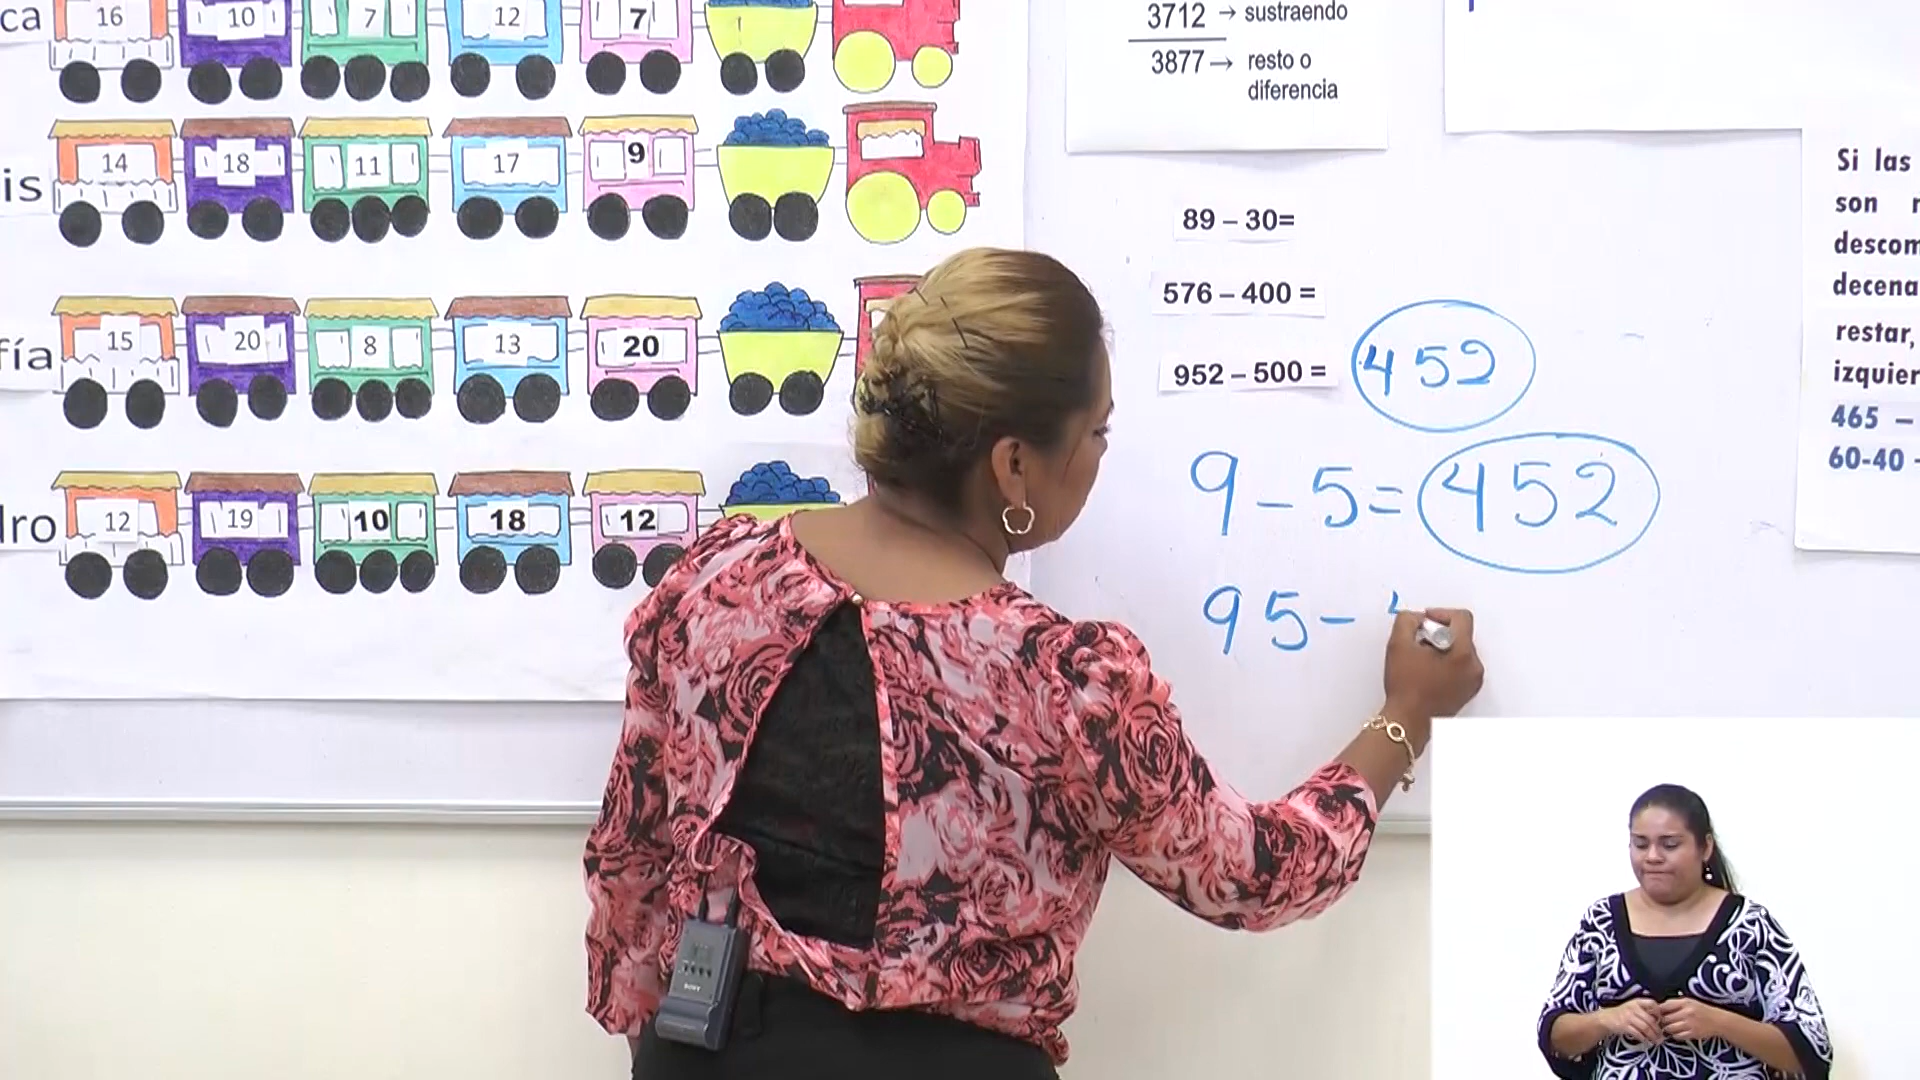 ca 16 10 7 12 7
is 14 18 11 17 9
fía 15 20 8 13 20
dro 12 19 10 18 12
3712 → sustraendo
3877 → resto o
diferencia
89 – 30=
576 – 400 =
952 – 500 = 452
9 - 5 = 452
95 -
Si las
son
descom
decena
restar,
izquier
465 –
60-40 -
SONY